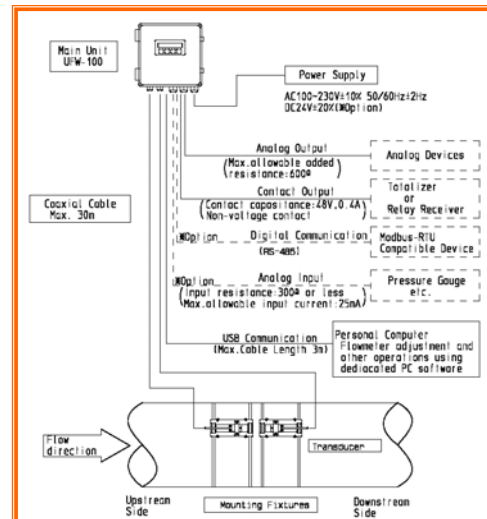 Main Unit
UFW-100
Power Supply
AC100~230V±10% 50/60Hz±2Hz
DC24V±20%(※Option)
Analog Output
(Max.allowable added
resistance:600Ω)
Analog Devices
Contact Output
(Contact capasitance:48V,0.4A)
Non-voltage contact
Totalizer
or
Relay Receiver
Coaxial Cable
Max. 30m
※Option
Digital Communication
(RS-485)
Modbus-RTU
Compatible Device
※Option
Analog Input
(Input resistance:300Ω or less
Max.allowable input current:25mA)
Pressure Gauge
etc.
USB Communication
(Max.Cable Length 3m)
Personal Computer
Flowmeter adjustment and
other operations using
dediacated PC software
Flow
direction
Transducer
Upstream
Side
Mounting Fixtures
Downstream
Side